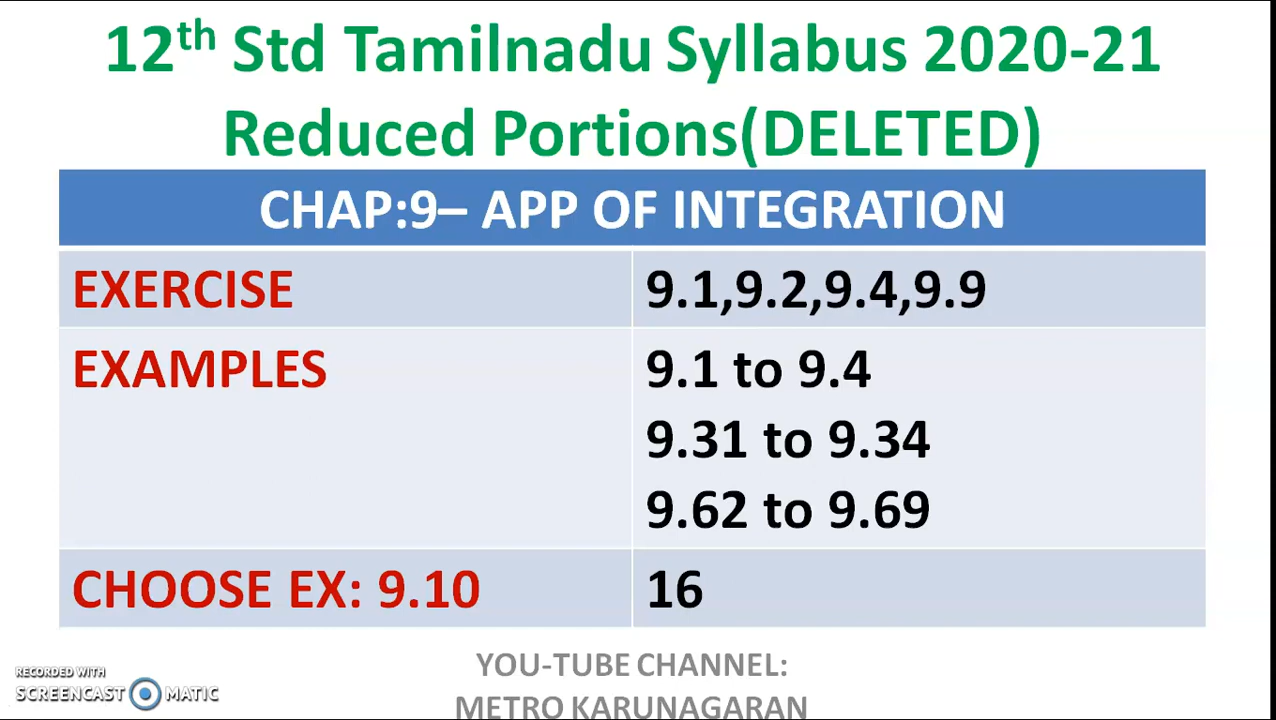 12th Std Tamilnadu Syllabus 2020-21
Reduced Portions(DELETED)
CHAP:9– APP OF INTEGRATION
EXERCISE 9.1,9.2,9.4,9.9
EXAMPLES 9.1 to 9.4
9.31 to 9.34
9.62 to 9.69
CHOOSE EX: 9.10 16
YOU-TUBE CHANNEL:
METRO KARUNAGARAN
RECORDED WITH
SCREENCAST MATIC